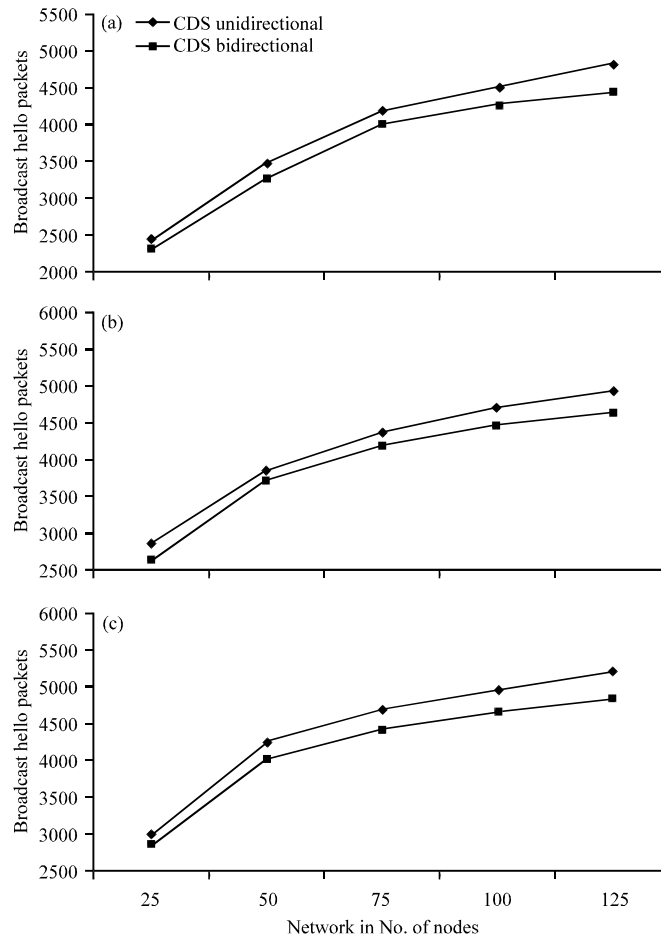 (a)
CDS unidirectional
CDS bidirectional
5500
5000
4500
4000
3500
3000
2500
2000
Broadcast hello packets
(b)
6000
5500
5000
4500
4000
3500
3000
2500
Broadcast hello packets
(c)
6000
5500
5000
4500
4000
3500
3000
2500
Broadcast hello packets
25 50 75 100 125
Network in No. of nodes